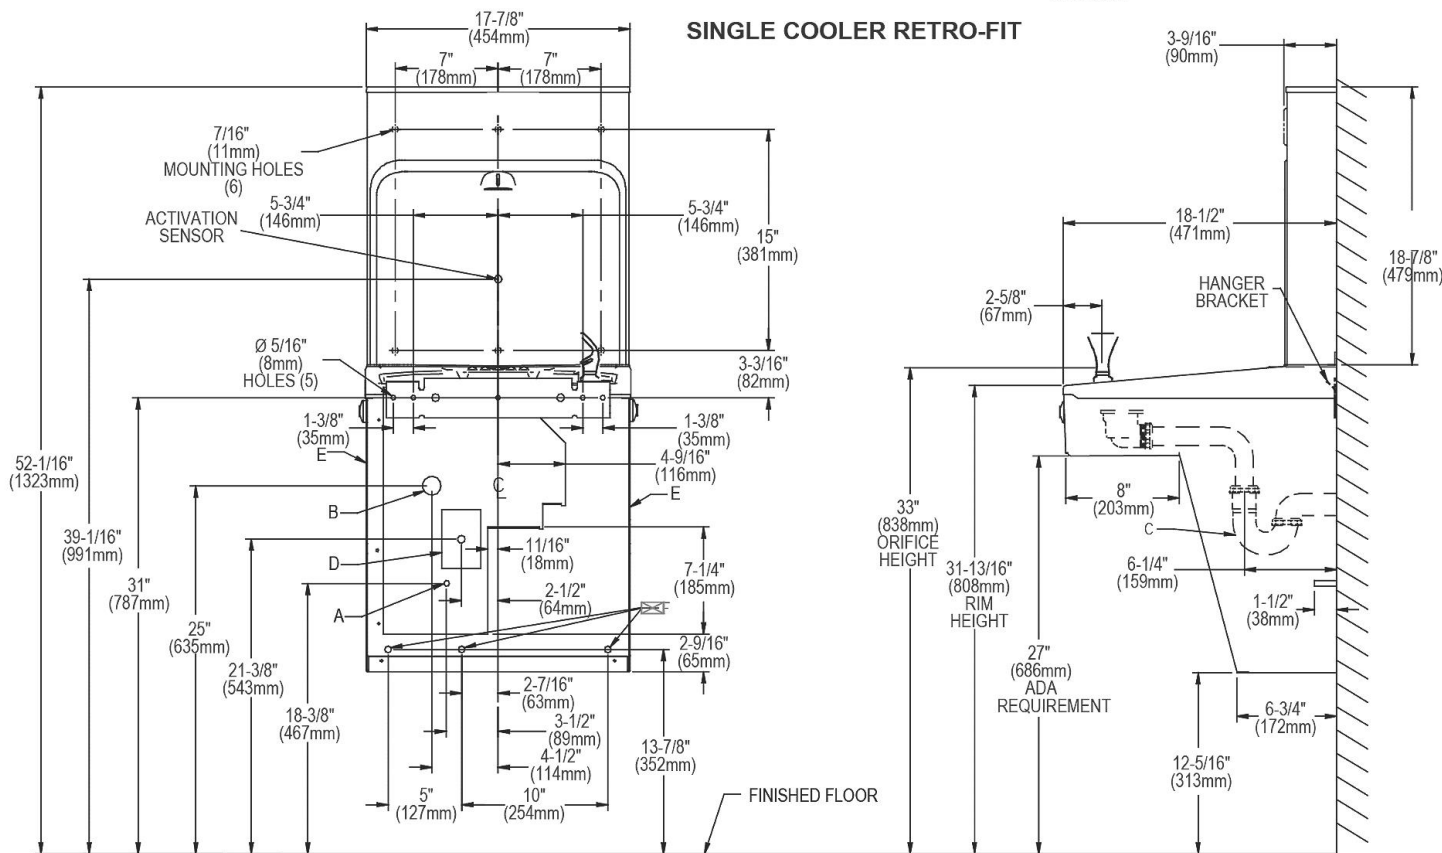 SINGLE COOLER RETRO-FIT
17-7/8"
(454mm)
7"
(178mm)
7"
(178mm)
3-9/16"
(90mm)
7/16"
(11mm)
MOUNTING HOLES
(6)
ACTIVATION
SENSOR
5-3/4"
(146mm)
5-3/4"
(146mm)
15"
(381mm)
18-1/2"
(471mm)
18-7/8"
(479mm)
HANGER
BRACKET
2-5/8"
(67mm)
Ø 5/16"
(8mm)
HOLES (5)
3-3/16"
(82mm)
1-3/8"
(35mm)
1-3/8"
(35mm)
E
4-9/16"
(116mm)
E
52-1/16"
(1323mm)
39-1/16"
(991mm)
31"
(787mm)
25"
(635mm)
21-3/8"
(543mm)
18-3/8"
(467mm)
B
C
L
D
A
11/16"
(18mm)
2-1/2"
(64mm)
7-1/4"
(185mm)
F
2-9/16"
(65mm)
2-7/16"
(63mm)
3-1/2"
(89mm)
4-1/2"
(114mm)
5"
(127mm)
10"
(254mm)
13-7/8"
(352mm)
FINISHED FLOOR
33"
(838mm)
ORIFICE
HEIGHT
31-13/16"
(808mm)
RIM
HEIGHT
27"
(686mm)
ADA
REQUIREMENT
8"
(203mm)
C
6-1/4"
(159mm)
1-1/2"
(38mm)
6-3/4"
(172mm)
12-5/16"
(313mm)